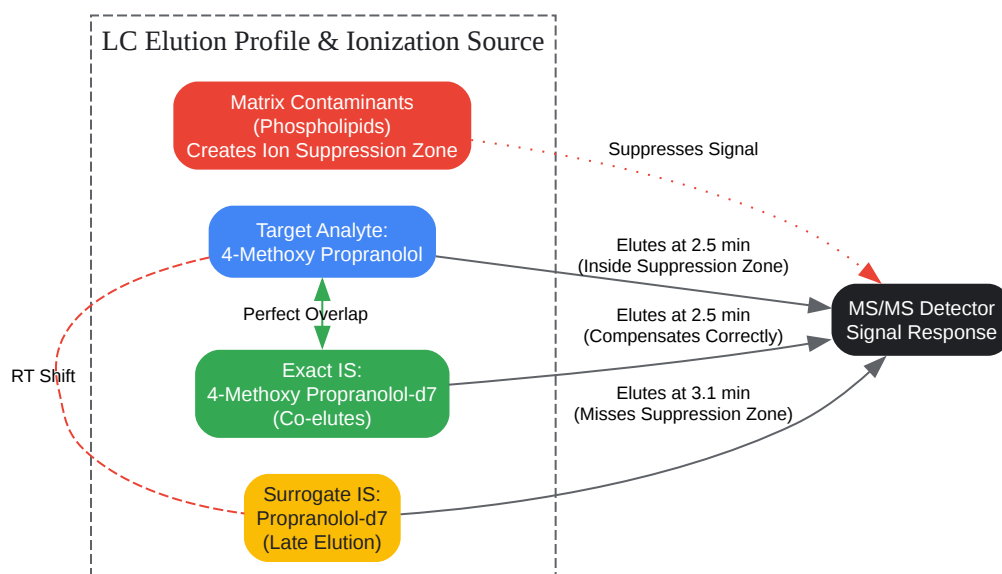 LC Elution Profile & Ionization Source
Matrix Contaminants
(Phospholipids)
Creates Ion Suppression Zone
Suppresses Signal
Target Analyte:
4-Methoxy Propranolol
Elutes at 2.5 min
(Inside Suppression Zone)
Perfect Overlap
Elutes at 2.5 min
(Compensates Correctly)
MS/MS Detector
Signal Response
RT Shift
Exact IS:
4-Methoxy Propranolol-d7
(Co-elutes)
Elutes at 3.1 min
(Misses Suppression Zone)
Surrogate IS:
Propranolol-d7
(Late Elution)